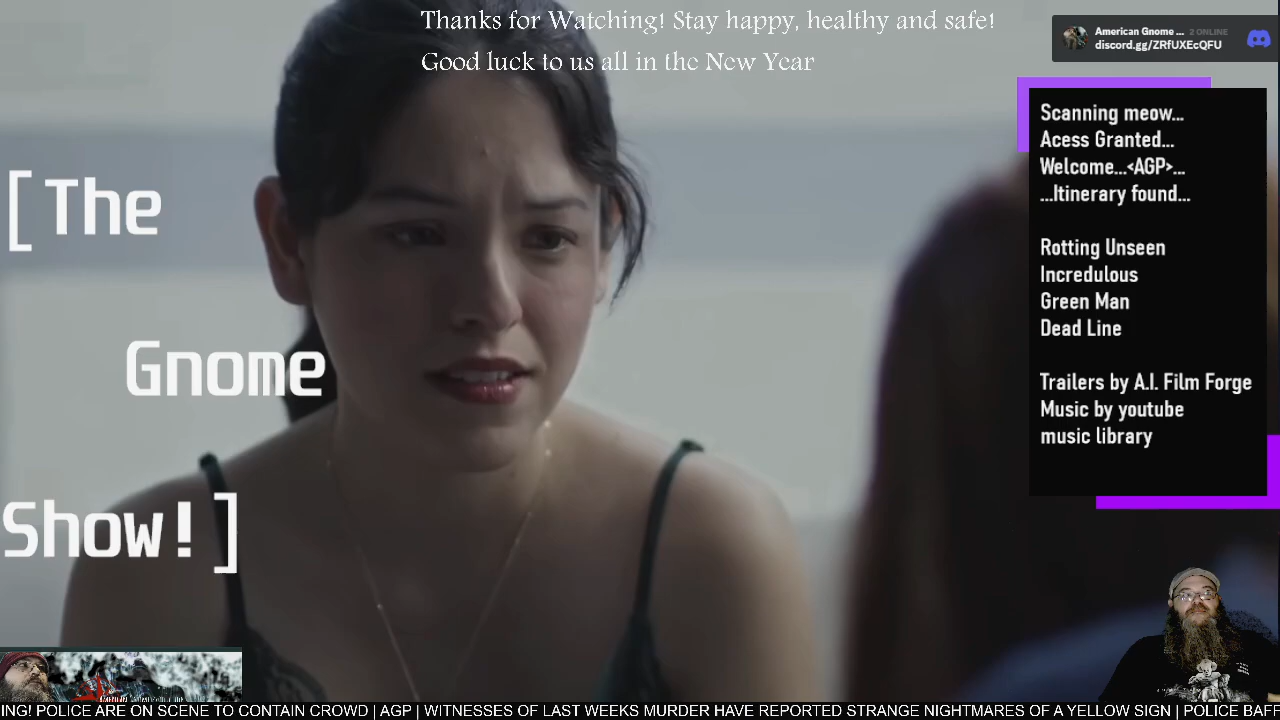 Thanks for Watching! Stay happy, healthy and safe!
Good luck to us all in the New Year
American Gnome ... 2 ONLINE
discord.gg/ZRfUXEcQFU
[The
Gnome
Show!]
Scanning meow...
Acess Granted...
Welcome...<AGP>...
...Itinerary found...
Rotting Unseen
Incredulous
Green Man
Dead Line
Trailers by A.I. Film Forge
Music by youtube
music library
ING! POLICE ARE ON SCENE TO CONTAIN CROWD | AGP | WITNESSES OF LAST WEEKS MURDER HAVE REPORTED STRANGE NIGHTMARES OF A YELLOW SIGN | POLICE BAFF